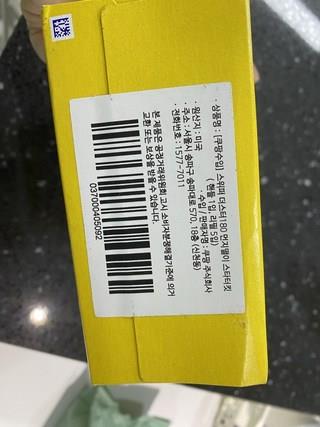 · 상품명 : [쿠팡수입] 스위퍼 더스터180 먼지떨이 스타터킷
(핸들 1입, 리필 5입)
· 수입 / 판매자명 : 쿠팡 주식회사
· 원산지 : 미국
· 주소 : 서울시 송파구 송파대로 570, 18층 (신천동)
· 전화번호 : 1577-7011
본 제품은 공정거래위원회 고시 소비자분쟁해결기준에 의거
교환 또는 보상을 받을 수 있습니다.
037000405092